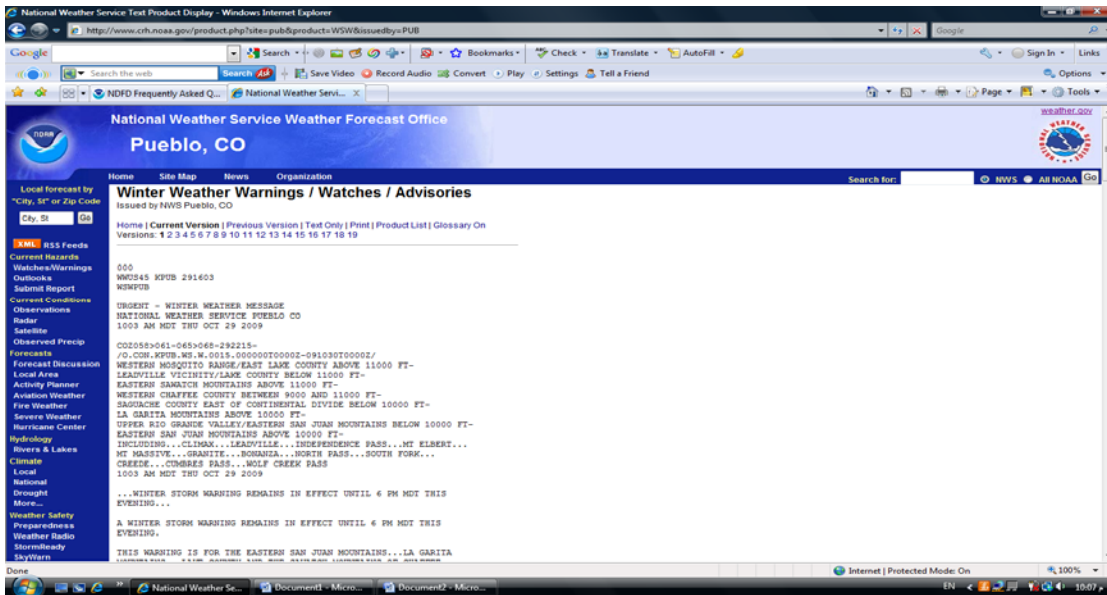 National Weather Service Text Product Display - Windows Internet Explorer
http://www.crh.noaa.gov/product.php?site=pub&product=WSW&issuedby=PUB
Google
Google Search Bookmarks Check Translate AutoFill Sign In Links
Search the web Search Save Video Record Audio Convert Play Settings Tell a Friend Options
NDFD Frequently Asked Q... National Weather Servi... X Page Tools
National Weather Service Weather Forecast Office
weather.gov
NOAA
Pueblo, CO
Home Site Map News Organization
Search for: NWS All NOAA Go
Local forecast by
"City, St" or Zip Code
City, St Go
XML RSS Feeds
Current Hazards
Watches/Warnings
Outlooks
Submit Report
Current Conditions
Observations
Radar
Satellite
Observed Precip
Forecasts
Forecast Discussion
Local Area
Activity Planner
Aviation Weather
Fire Weather
Severe Weather
Hurricane Center
Hydrology
Rivers & Lakes
Climate
Local
National
Drought
More...
Weather Safety
Preparedness
Weather Radio
StormReady
SkyWarn
Winter Weather Warnings / Watches / Advisories
Issued by NWS Pueblo, CO
Home | Current Version | Previous Version | Text Only | Print | Product List | Glossary On
Versions: 1 2 3 4 5 6 7 8 9 10 11 12 13 14 15 16 17 18 19
000
WWUS45 KPUB 291603
WSWPUB
URGENT - WINTER WEATHER MESSAGE
NATIONAL WEATHER SERVICE PUEBLO CO
1003 AM MDT THU OCT 29 2009
COZ058>061-065>068-292215-
/O.CON.KPUB.WS.W.0015.000000T0000Z-091030T0000Z/
WESTERN MOSQUITO RANGE/EAST LAKE COUNTY ABOVE 11000 FT-
LEADVILLE VICINITY/LAKE COUNTY BELOW 11000 FT-
EASTERN SAWATCH MOUNTAINS ABOVE 11000 FT-
WESTERN CHAFFEE COUNTY BETWEEN 9000 AND 11000 FT-
SAGUACHE COUNTY EAST OF CONTINENTAL DIVIDE BELOW 10000 FT-
LA GARITA MOUNTAINS ABOVE 10000 FT-
UPPER RIO GRANDE VALLEY/EASTERN SAN JUAN MOUNTAINS BELOW 10000 FT-
EASTERN SAN JUAN MOUNTAINS ABOVE 10000 FT-
INCLUDING...CLIMAX...LEADVILLE...INDEPENDENCE PASS...MT ELBERT...
MT MASSIVE...GRANITE...BONANZA...NORTH PASS...SOUTH FORK...
CREEDE...CUMBRES PASS...WOLF CREEK PASS
1003 AM MDT THU OCT 29 2009
...WINTER STORM WARNING REMAINS IN EFFECT UNTIL 6 PM MDT THIS
EVENING...
A WINTER STORM WARNING REMAINS IN EFFECT UNTIL 6 PM MDT THIS
EVENING.
THIS WARNING IS FOR THE EASTERN SAN JUAN MOUNTAINS...LA GARITA
Done Internet | Protected Mode: On 100%
National Weather Se... Document1 - Micro... Document2 - Micro... EN 10:07